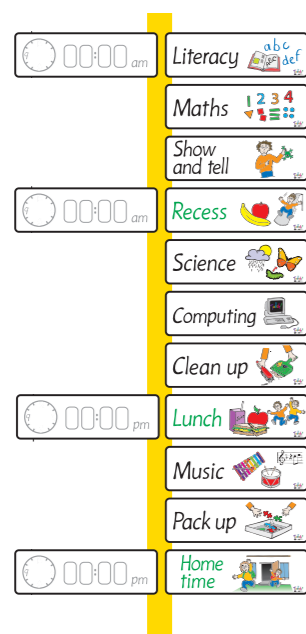 00:00 am
Literacy
abc
def
Maths
1 2 3 4
Show
and tell
00:00 am
Recess
Science
Computing
Clean up
00:00 pm
Lunch
Music
Pack up
00:00 pm
Home
time